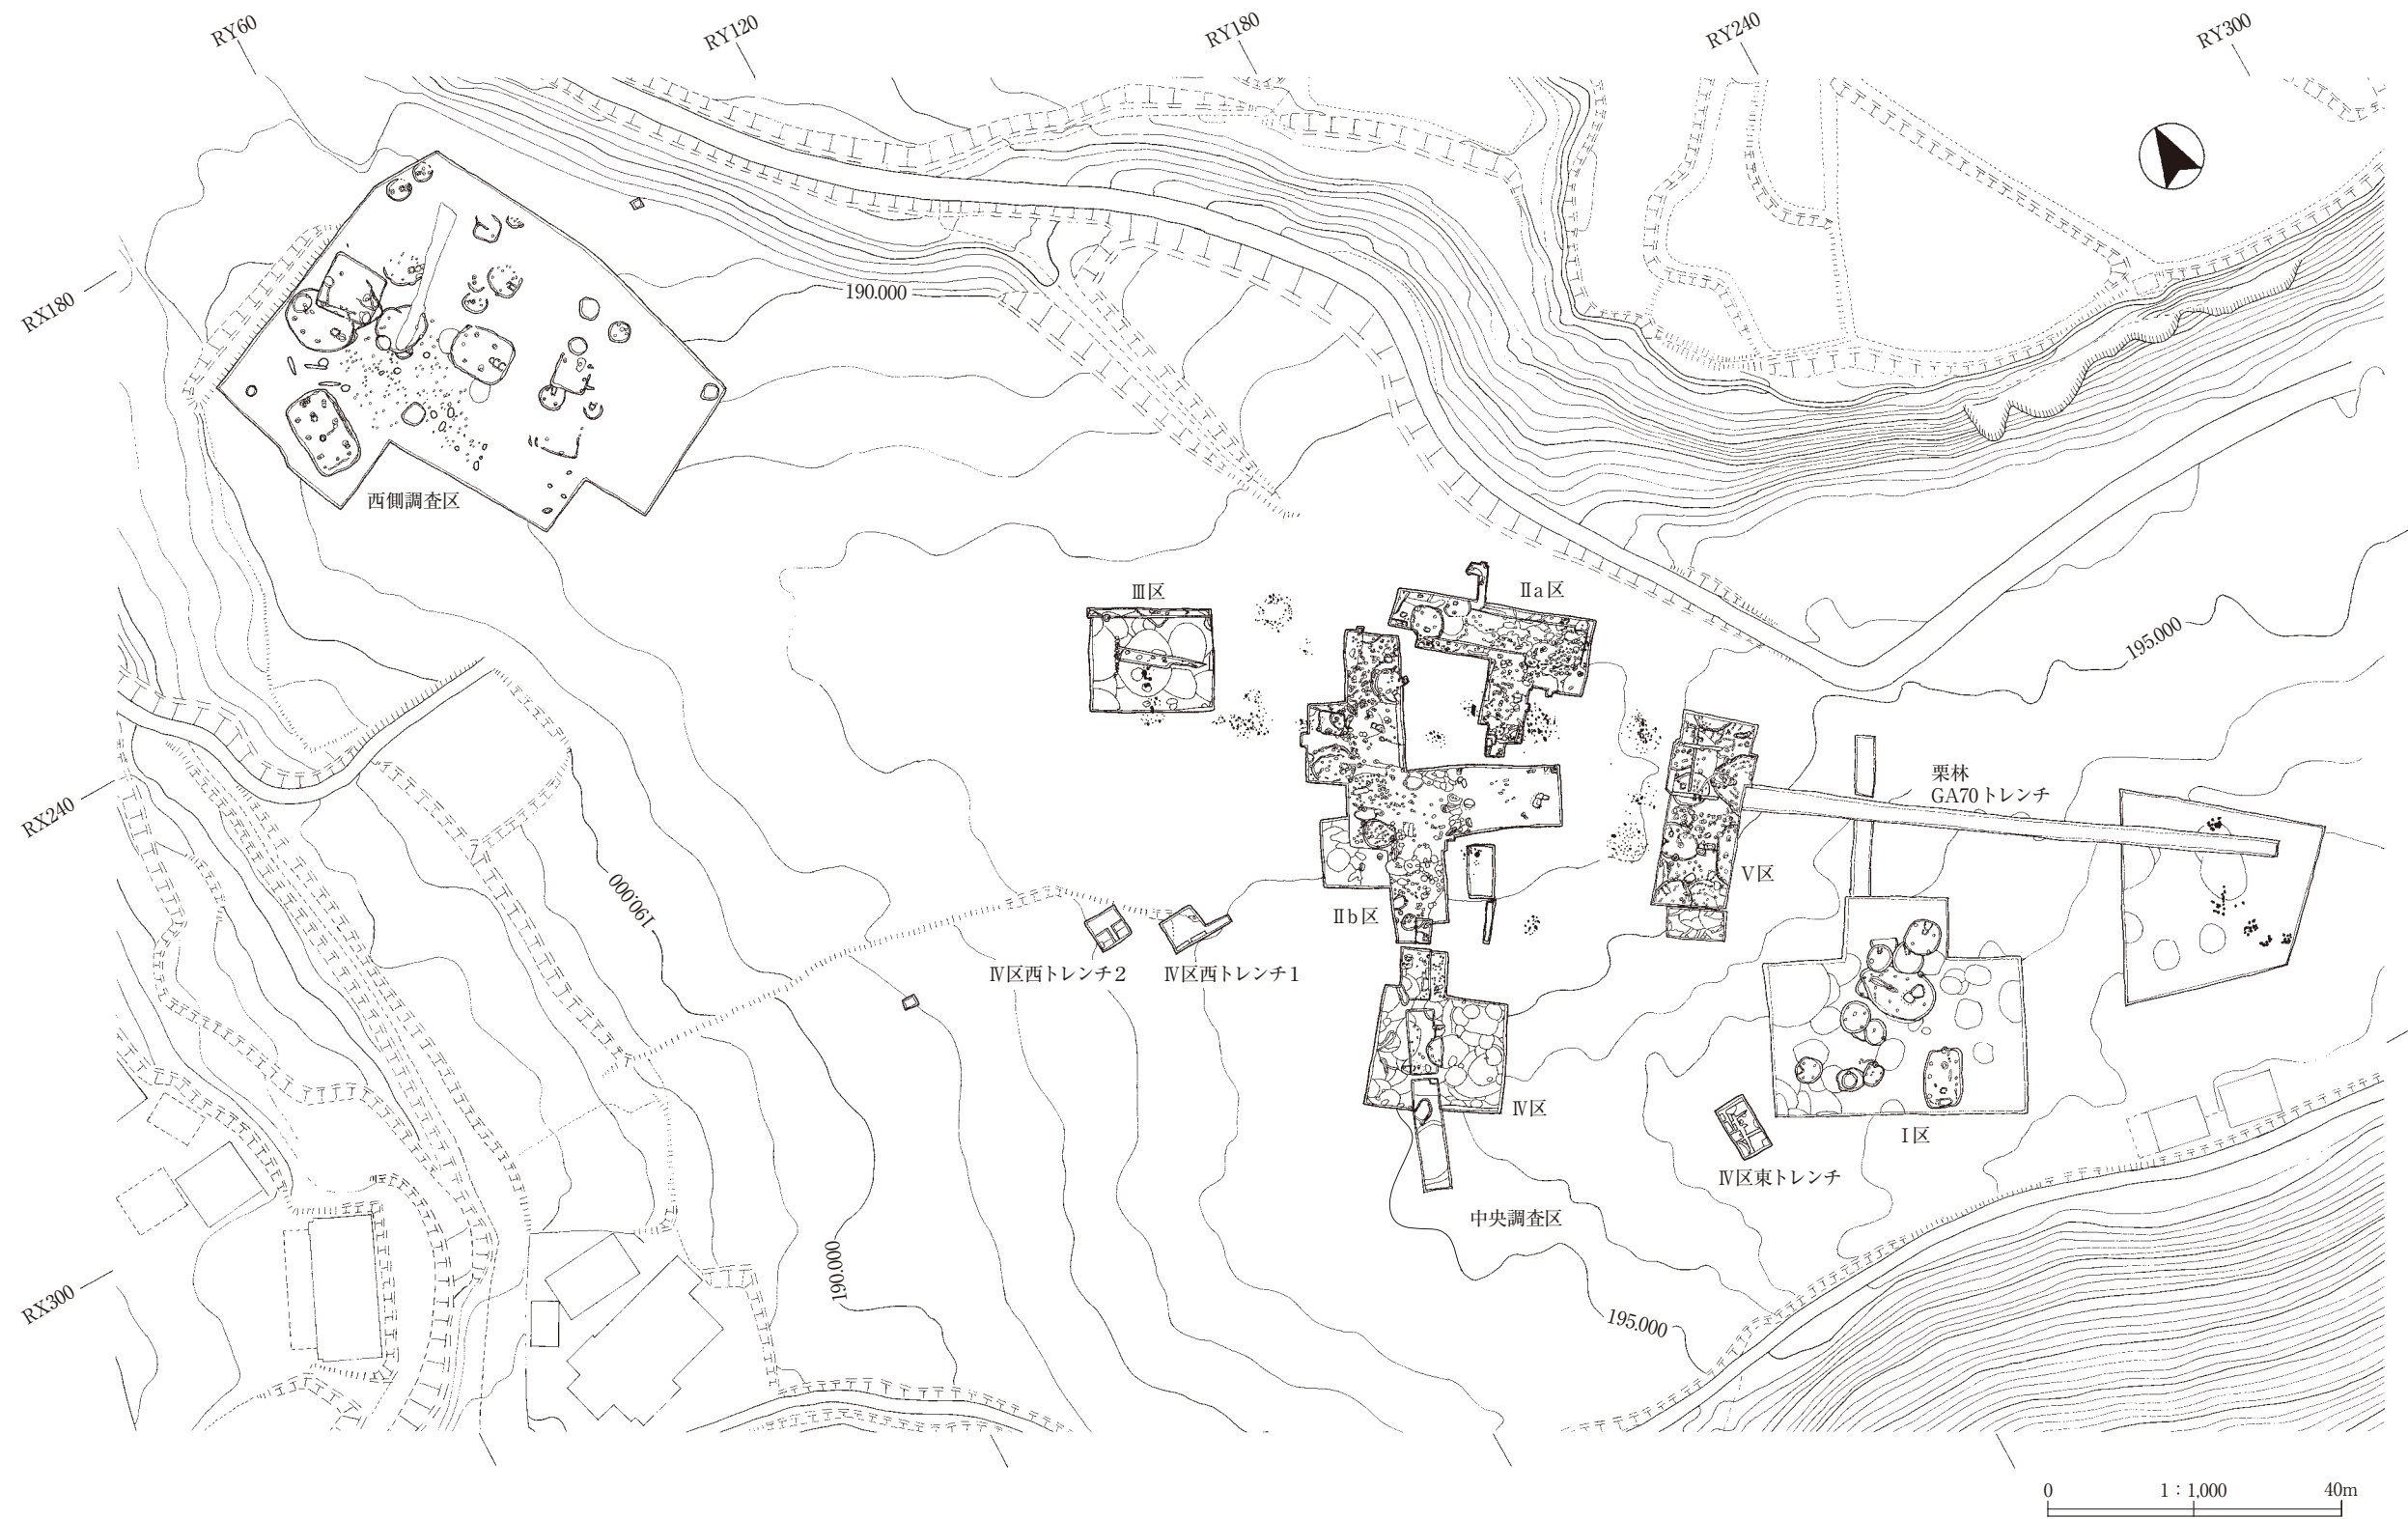 RY60
RY120
RY180
RY240
RY300
RX180
190.000
西側調査区
Ⅲ区
Ⅱa区
195.000
RX240
栗林
GA70トレンチ
190.000
Ⅴ区
Ⅱb区
Ⅳ区西トレンチ2
Ⅳ区西トレンチ1
Ⅳ区
Ⅰ区
Ⅳ区東トレンチ
中央調査区
RX300
190.000
195.000
0 1：1,000 40m